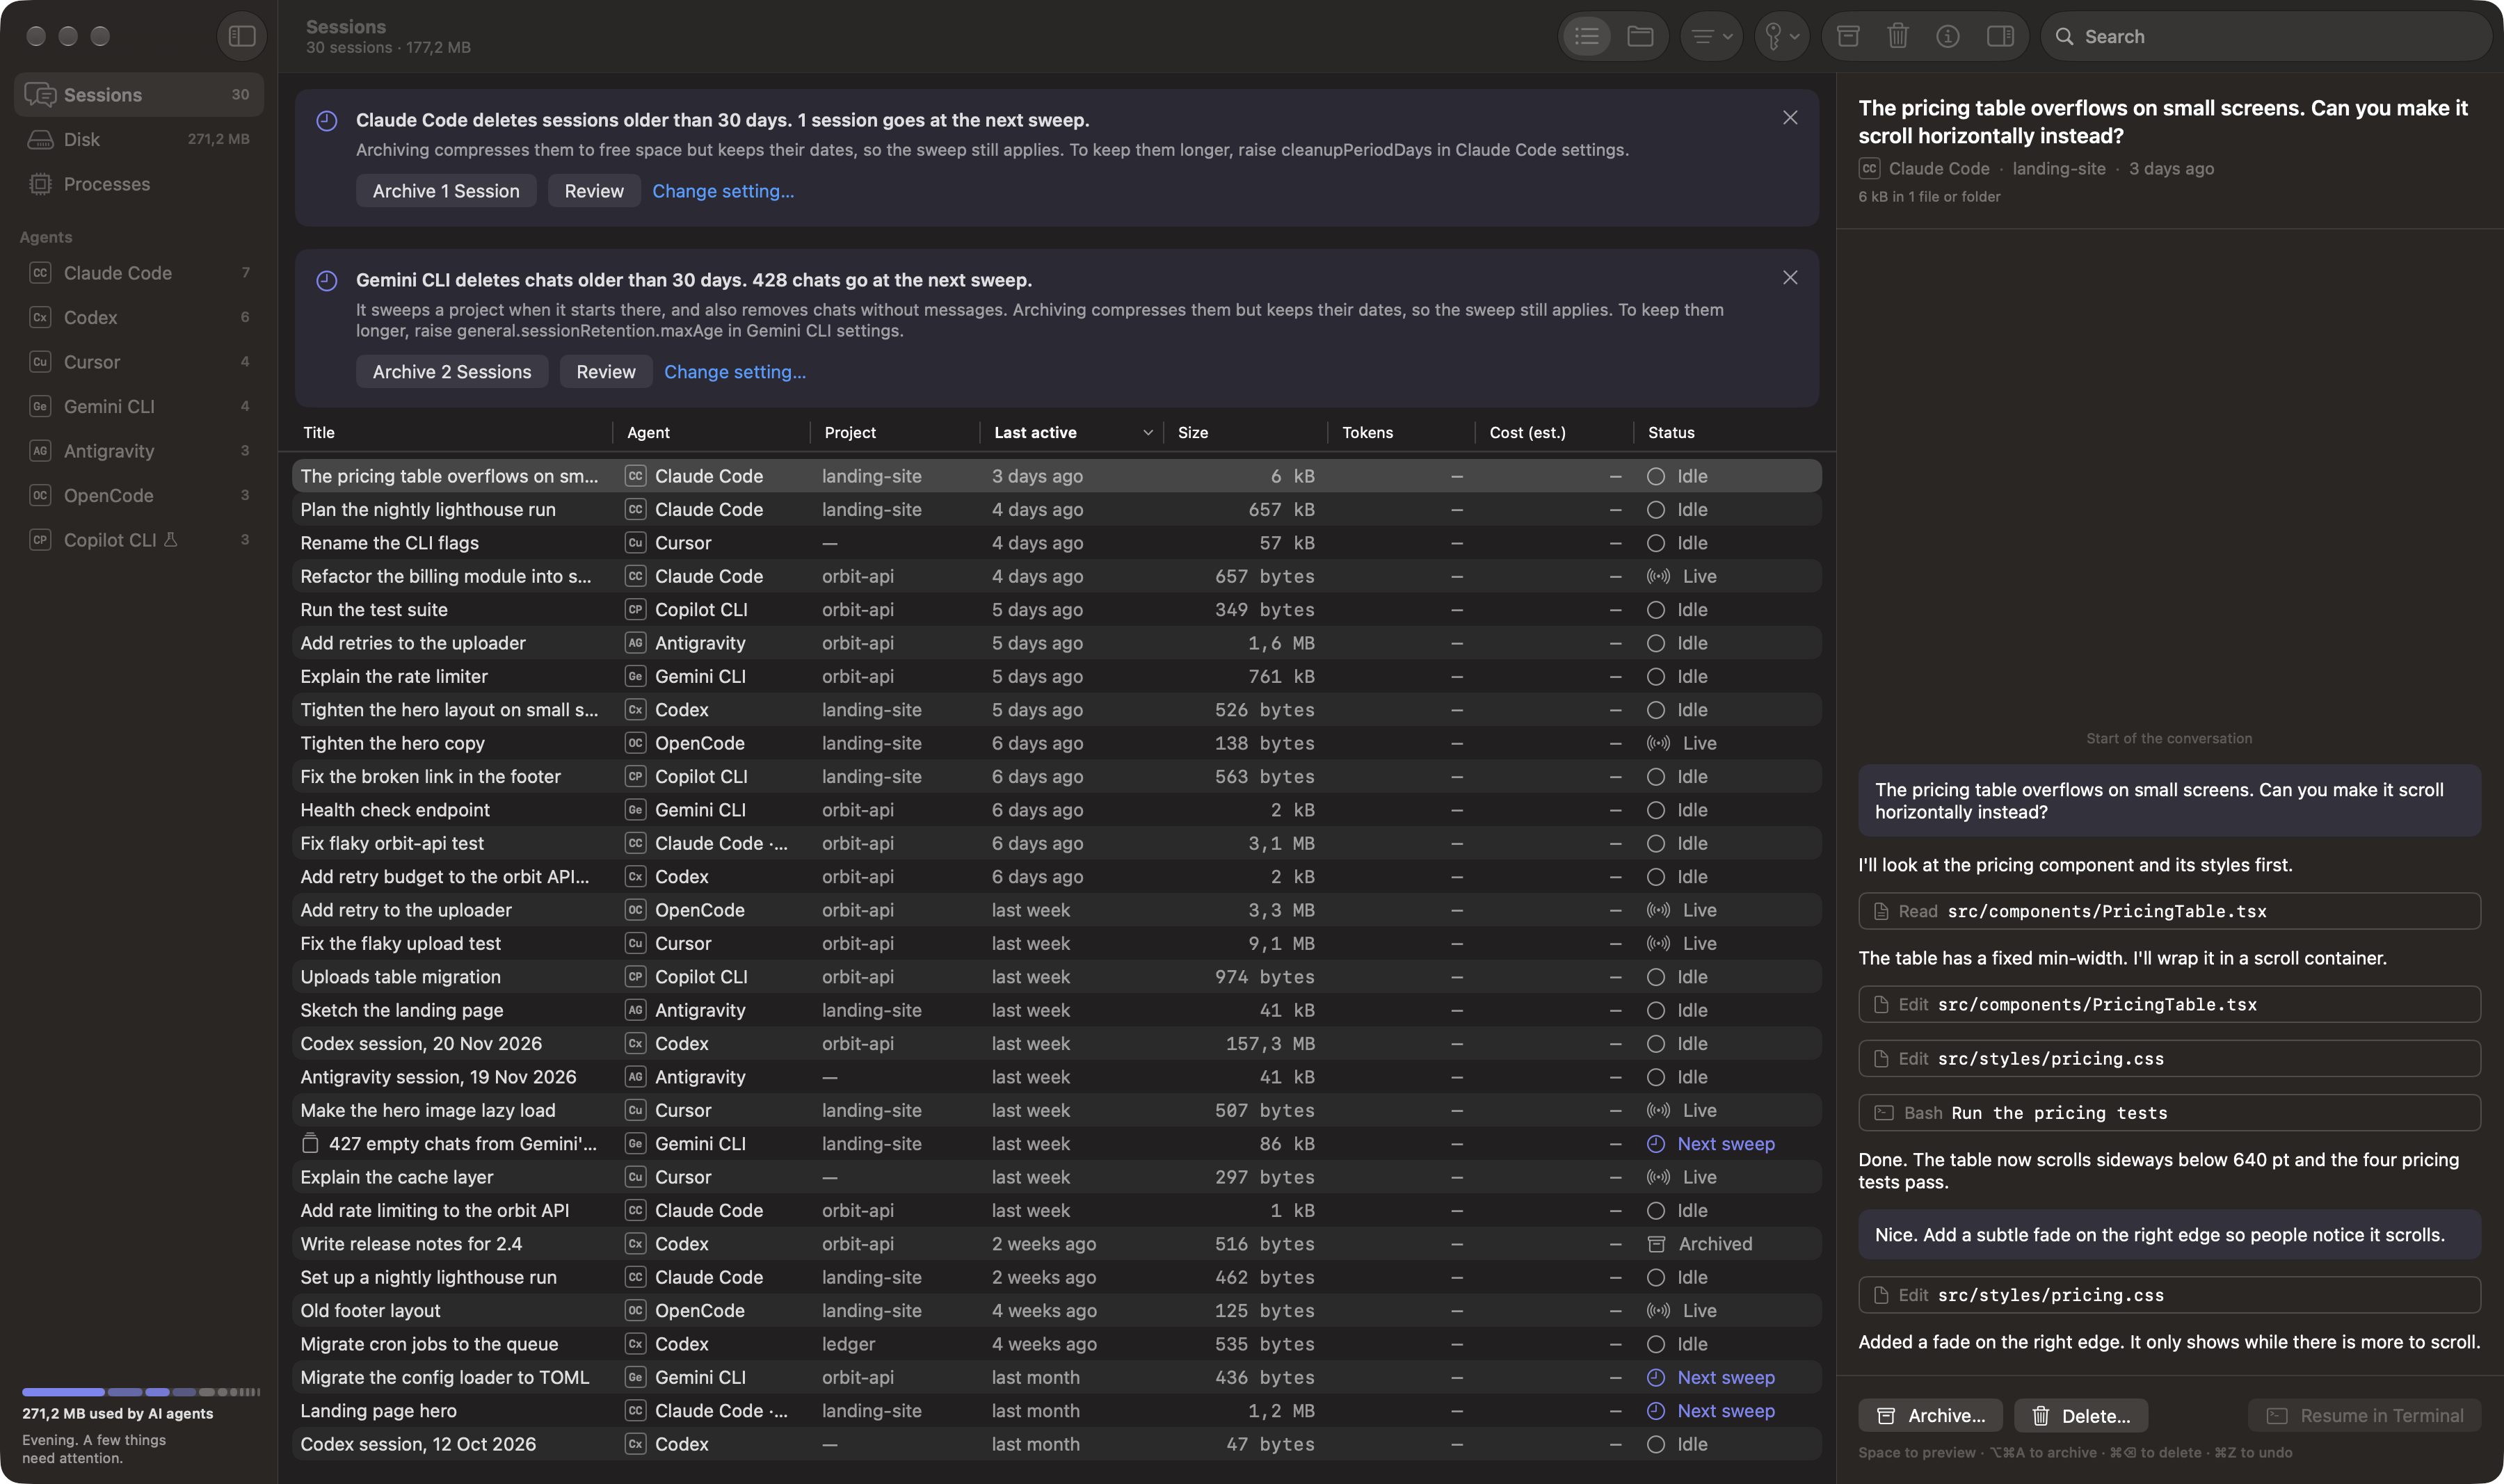 Sessions 30
Disk 271,2 MB
Processes
Agents
CC Claude Code 7
Cx Codex 6
Cu Cursor 4
Ge Gemini CLI 4
AG Antigravity 3
OC OpenCode 3
CP Copilot CLI 3
271,2 MB used by AI agents
Evening. A few things
need attention.
Sessions
30 sessions · 177,2 MB
Search
Claude Code deletes sessions older than 30 days. 1 session goes at the next sweep.
Archiving compresses them to free space but keeps their dates, so the sweep still applies. To keep them longer, raise cleanupPeriodDays in Claude Code settings.
Archive 1 Session Review Change setting...
Gemini CLI deletes chats older than 30 days. 428 chats go at the next sweep.
It sweeps a project when it starts there, and also removes chats without messages. Archiving compresses them but keeps their dates, so the sweep still applies. To keep them
longer, raise general.sessionRetention.maxAge in Gemini CLI settings.
Archive 2 Sessions Review Change setting...
Title Agent Project Last active Size Tokens Cost (est.) Status
The pricing table overflows on sm... CC Claude Code landing-site 3 days ago 6 kB — — Idle
Plan the nightly lighthouse run CC Claude Code landing-site 4 days ago 657 kB — — Idle
Rename the CLI flags Cu Cursor — 4 days ago 57 kB — — Idle
Refactor the billing module into s... CC Claude Code orbit-api 4 days ago 657 bytes — — Live
Run the test suite CP Copilot CLI orbit-api 5 days ago 349 bytes — — Idle
Add retries to the uploader AG Antigravity orbit-api 5 days ago 1,6 MB — — Idle
Explain the rate limiter Ge Gemini CLI orbit-api 5 days ago 761 kB — — Idle
Tighten the hero layout on small s... Cx Codex landing-site 5 days ago 526 bytes — — Idle
Tighten the hero copy OC OpenCode landing-site 6 days ago 138 bytes — — Live
Fix the broken link in the footer CP Copilot CLI landing-site 6 days ago 563 bytes — — Idle
Health check endpoint Ge Gemini CLI orbit-api 6 days ago 2 kB — — Idle
Fix flaky orbit-api test CC Claude Code ·... orbit-api 6 days ago 3,1 MB — — Idle
Add retry budget to the orbit API... Cx Codex orbit-api 6 days ago 2 kB — — Idle
Add retry to the uploader OC OpenCode orbit-api last week 3,3 MB — — Live
Fix the flaky upload test Cu Cursor orbit-api last week 9,1 MB — — Live
Uploads table migration CP Copilot CLI orbit-api last week 974 bytes — — Idle
Sketch the landing page AG Antigravity landing-site last week 41 kB — — Idle
Codex session, 20 Nov 2026 Cx Codex orbit-api last week 157,3 MB — — Idle
Antigravity session, 19 Nov 2026 AG Antigravity — last week 41 kB — — Idle
Make the hero image lazy load Cu Cursor landing-site last week 507 bytes — — Live
427 empty chats from Gemini'... Ge Gemini CLI landing-site last week 86 kB — — Next sweep
Explain the cache layer Cu Cursor — last week 297 bytes — — Live
Add rate limiting to the orbit API CC Claude Code orbit-api last week 1 kB — — Idle
Write release notes for 2.4 Cx Codex orbit-api 2 weeks ago 516 bytes — — Archived
Set up a nightly lighthouse run CC Claude Code landing-site 2 weeks ago 462 bytes — — Idle
Old footer layout OC OpenCode landing-site 4 weeks ago 125 bytes — — Live
Migrate cron jobs to the queue Cx Codex ledger 4 weeks ago 535 bytes — — Idle
Migrate the config loader to TOML Ge Gemini CLI orbit-api last month 436 bytes — — Next sweep
Landing page hero CC Claude Code ·... landing-site last month 1,2 MB — — Next sweep
Codex session, 12 Oct 2026 Cx Codex — last month 47 bytes — — Idle
The pricing table overflows on small screens. Can you make it
scroll horizontally instead?
CC Claude Code · landing-site · 3 days ago
6 kB in 1 file or folder
Start of the conversation
The pricing table overflows on small screens. Can you make it scroll
horizontally instead?
I'll look at the pricing component and its styles first.
Read src/components/PricingTable.tsx
The table has a fixed min-width. I'll wrap it in a scroll container.
Edit src/components/PricingTable.tsx
Edit src/styles/pricing.css
Bash Run the pricing tests
Done. The table now scrolls sideways below 640 pt and the four pricing
tests pass.
Nice. Add a subtle fade on the right edge so people notice it scrolls.
Edit src/styles/pricing.css
Added a fade on the right edge. It only shows while there is more to scroll.
Archive... Delete... Resume in Terminal
Space to preview · ⌥⌘A to archive · ⌘⌫ to delete · ⌘Z to undo